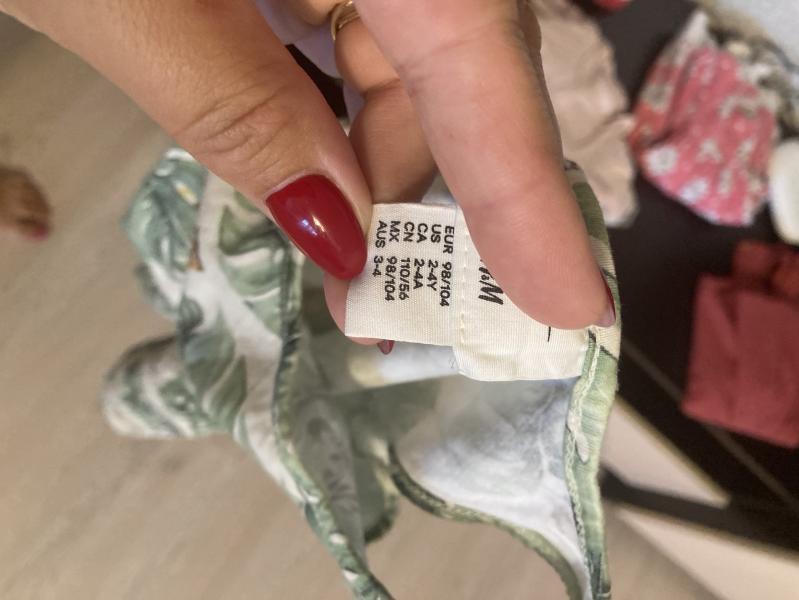 H&M
EUR 98/104
US 2-4Y
CA 2-4A
CN 110/56
MX 98/104
AUS 3-4